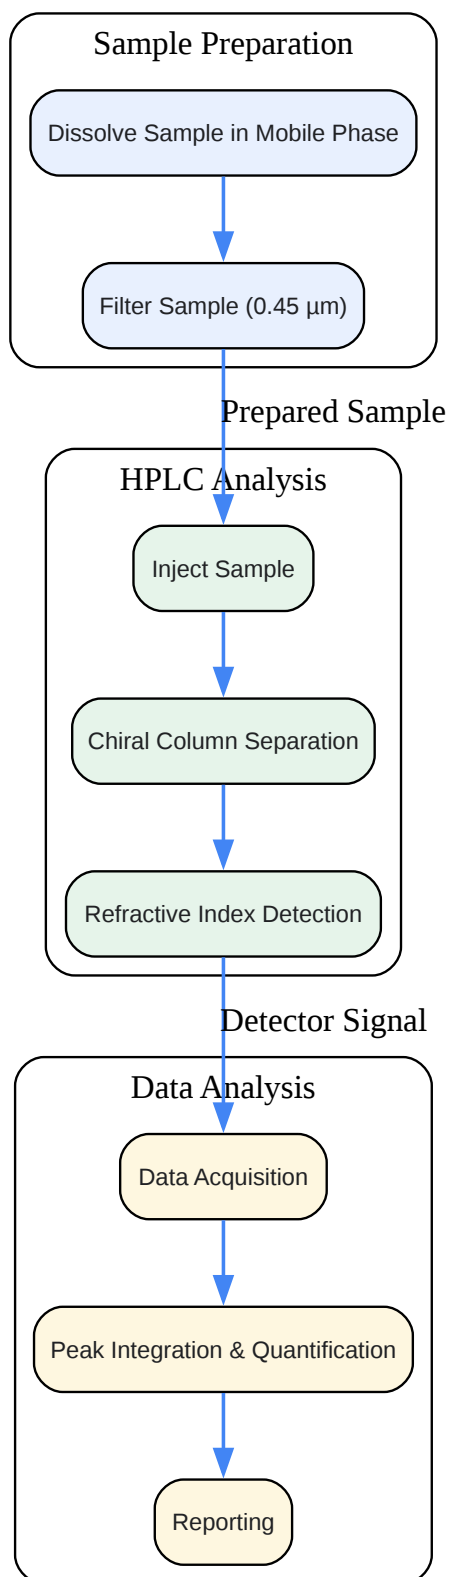 Sample Preparation
Dissolve Sample in Mobile Phase
Filter Sample (0.45 µm)
Prepared Sample
HPLC Analysis
Inject Sample
Chiral Column Separation
Refractive Index Detection
Detector Signal
Data Analysis
Data Acquisition
Peak Integration & Quantification
Reporting